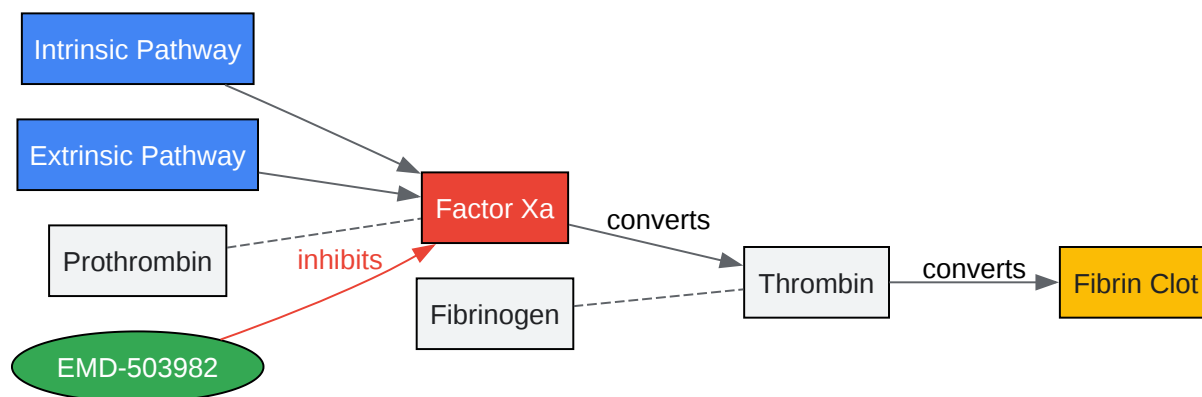 Intrinsic Pathway
Extrinsic Pathway
Factor Xa
converts
Prothrombin
inhibits
Thrombin
converts
Fibrin Clot
Fibrinogen
EMD-503982